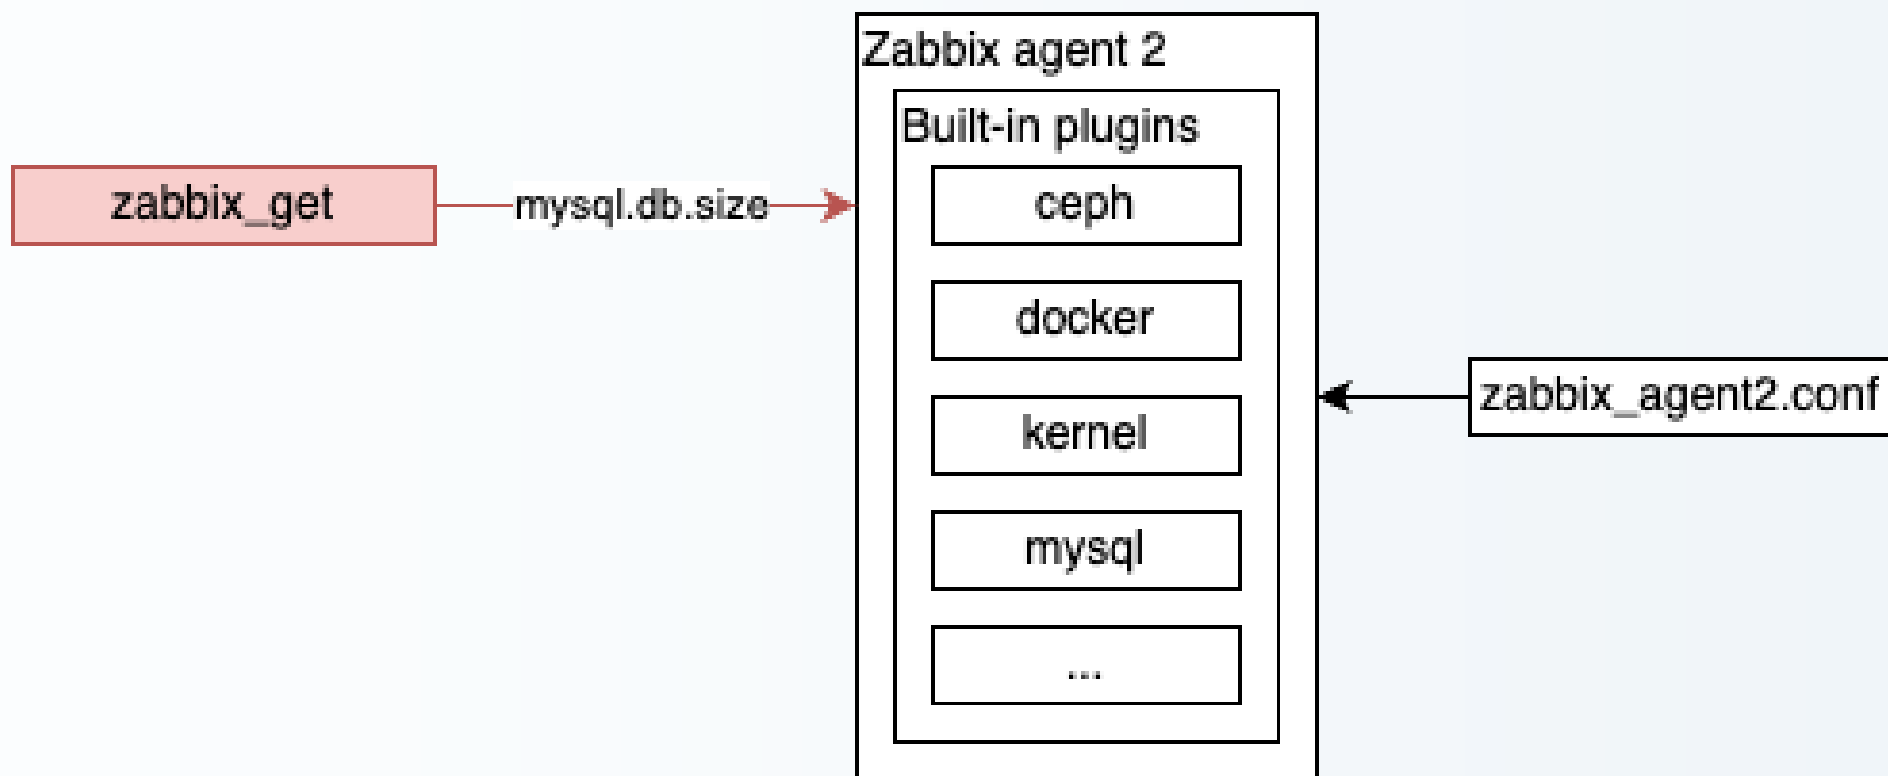 Zabbix agent 2
Built-in plugins
zabbix_get
mysql.db.size
ceph
docker
kernel
zabbix_agent2.conf
mysql
...